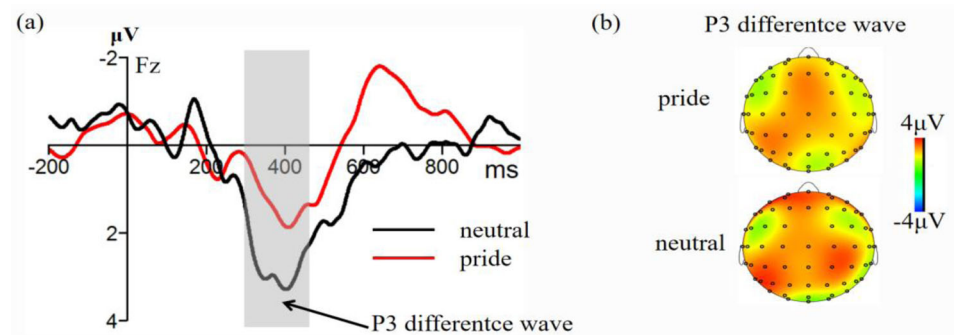 (a)
μV
-2
Fz
-200
200
400
600
800
ms
2
4
neutral
pride
P3 differentce wave
(b)
P3 differentce wave
pride
neutral
4μV
-4μV